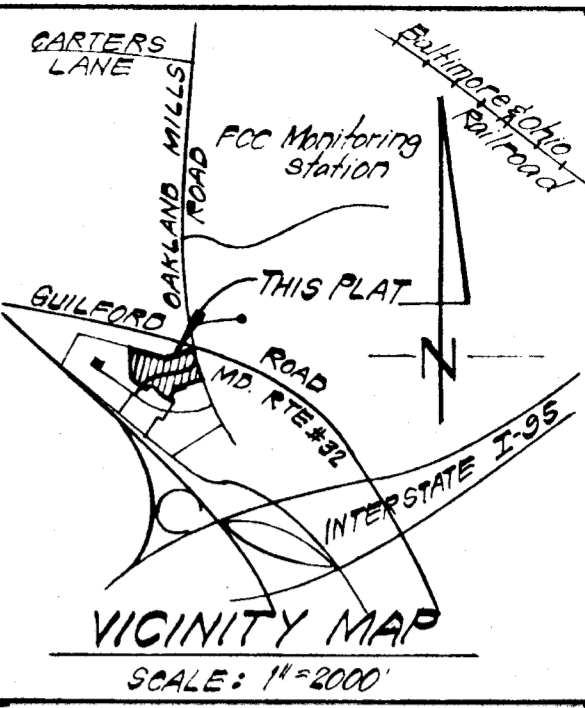 CARTERS
LANE
OAKLAND MILLS
ROAD
Baltimore & Ohio
Railroad
FCC Monitoring
Station
THIS PLAT
GUILFORD
ROAD
MD. RTE #32
N
INTERSTATE I-95
VICINITY MAP
SCALE: 1"=2000'